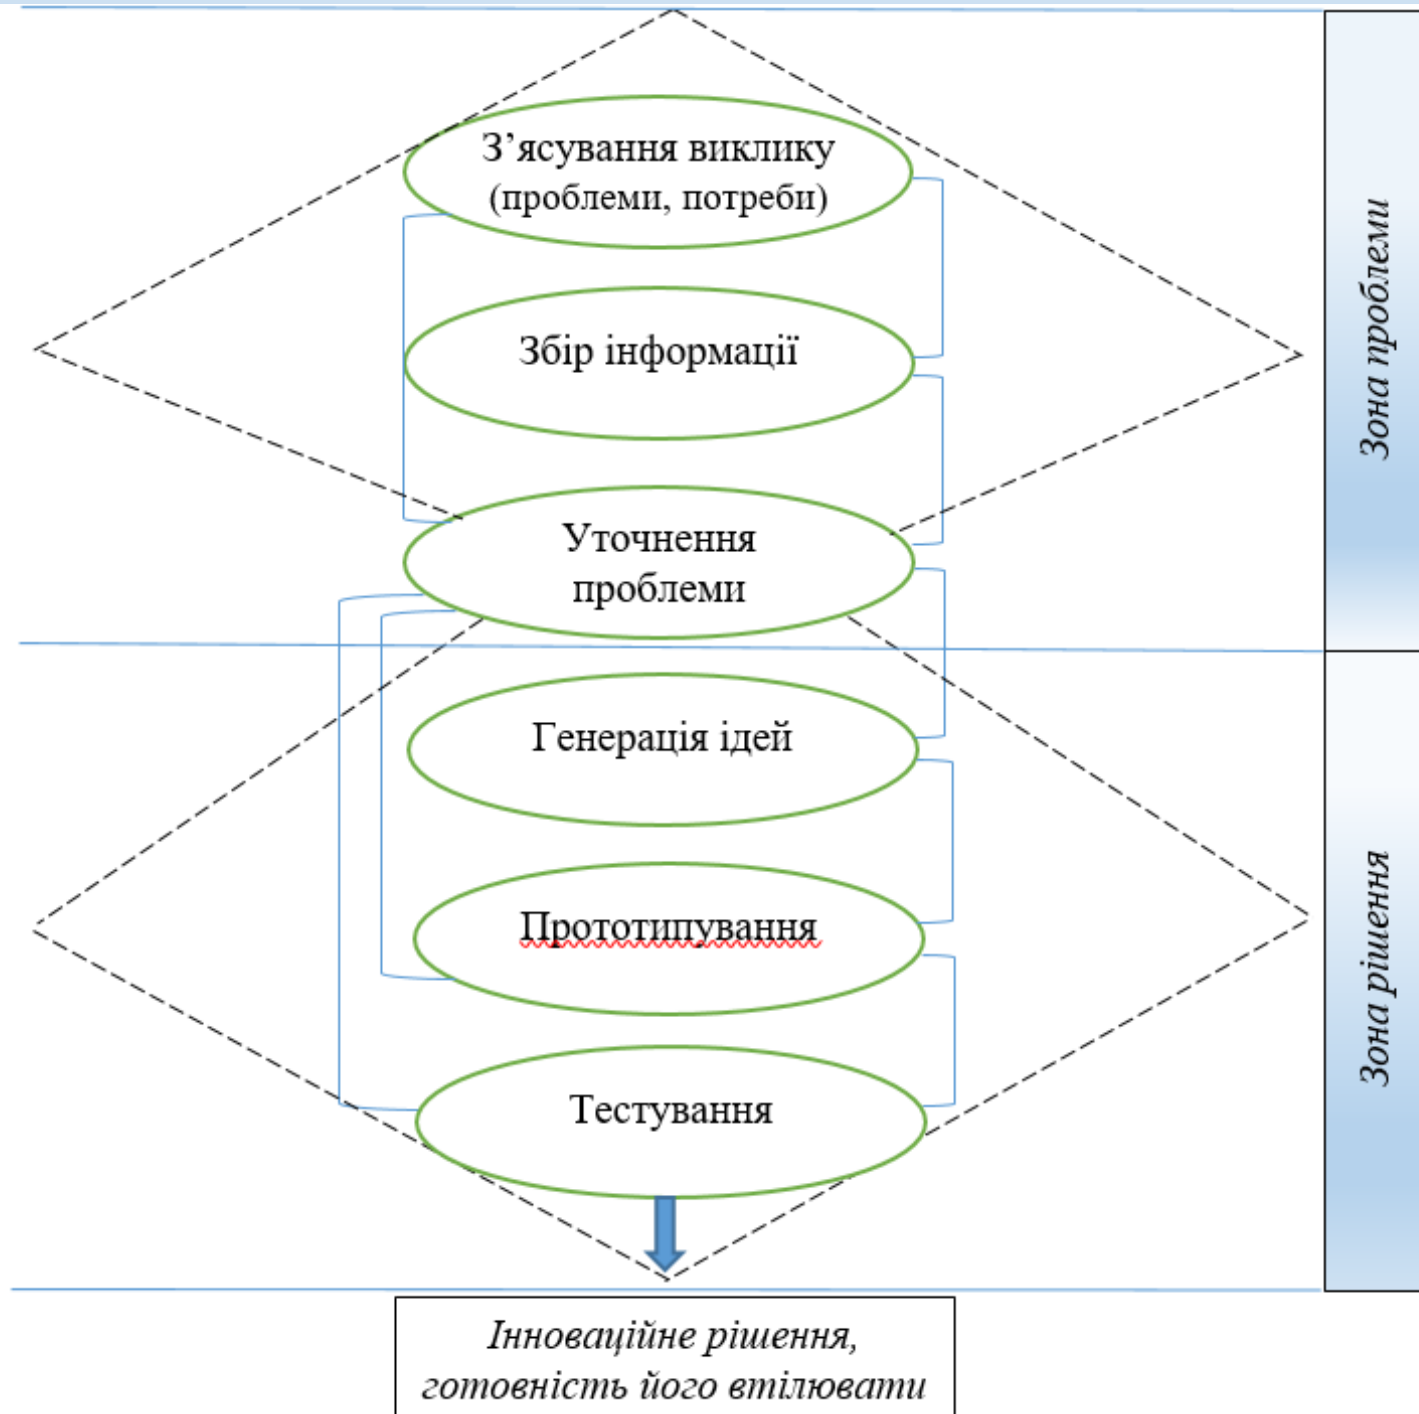 З’ясування виклику
(проблеми, потреби)
Збір інформації
Уточнення
проблеми
Зона проблеми
Генерація ідей
Прототипування
Тестування
Зона рішення
Інноваційне рішення,
готовність його втілювати